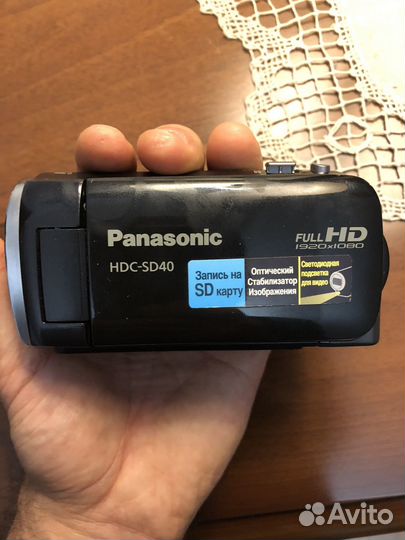 Panasonic
HDC-SD40
FULL HD
1920x1080
Запись на
SD карту
Оптический
Стабилизатор
Изображения
Светодиодная
подсветка
для видео
Avito